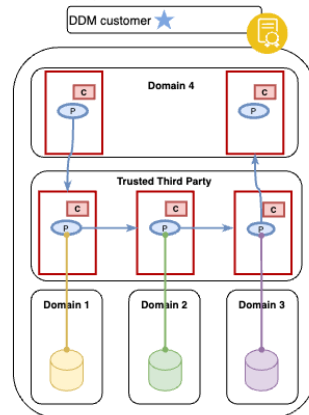 DDM customer
C
C
Domain 4
P
P
Trusted Third Party
C
C
C
P
P
P
Domain 1
Domain 2
Domain 3